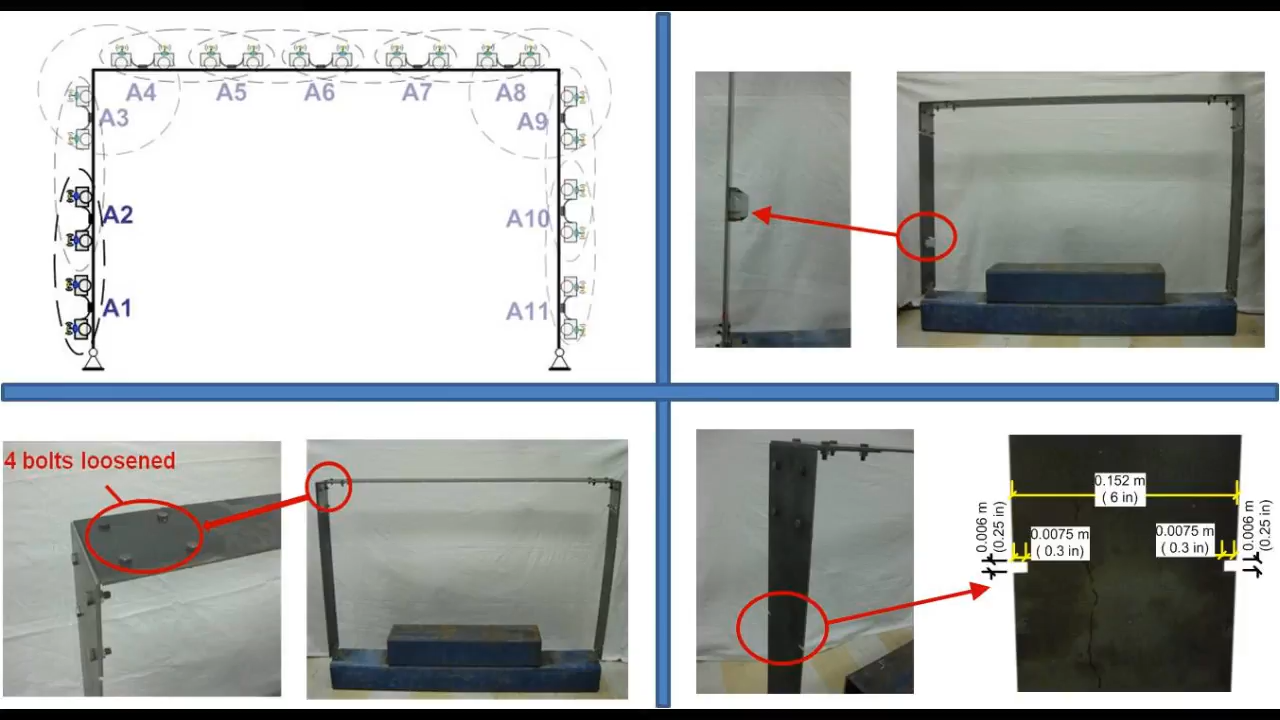 A4 A5 A6 A7 A8
A3
A9
A2
A10
A1
A11
4 bolts loosened
0.152 m
( 6 in)
0.006 m
(0.25 in)
0.0075 m
( 0.3 in)
0.0075 m
( 0.3 in)
0.006 m
(0.25 in)